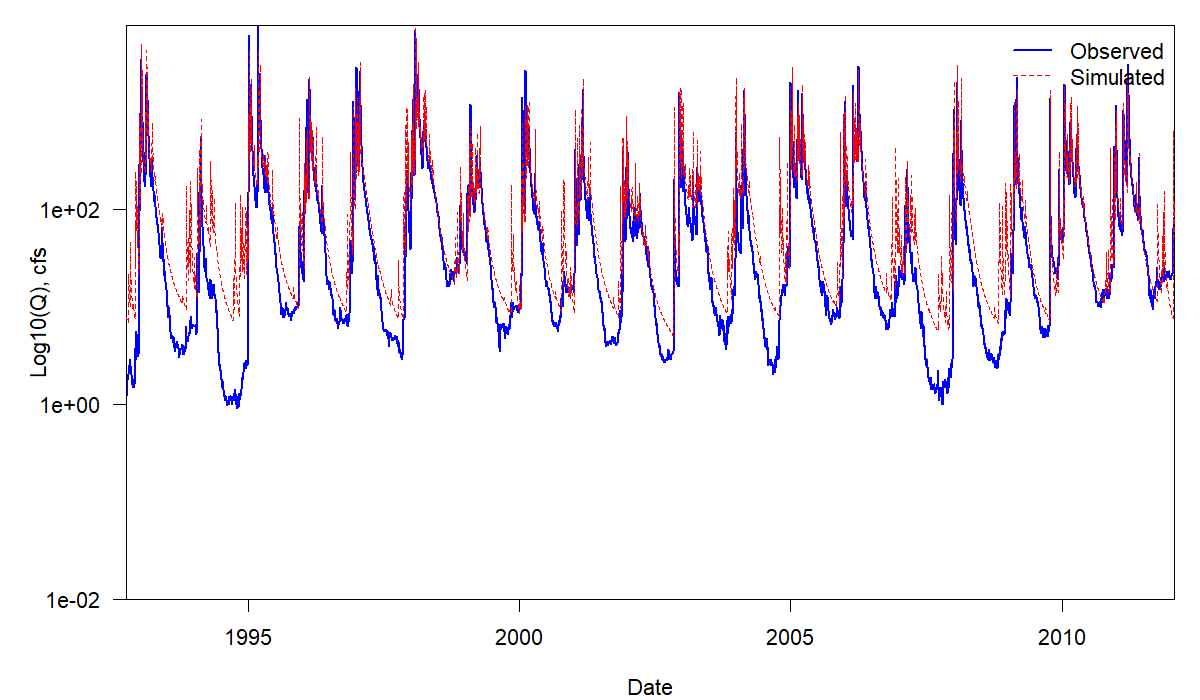 Observed
Simulated
1e+02
1e+00
1e-02
Log10(Q), cfs
1995
2000
2005
2010
Date